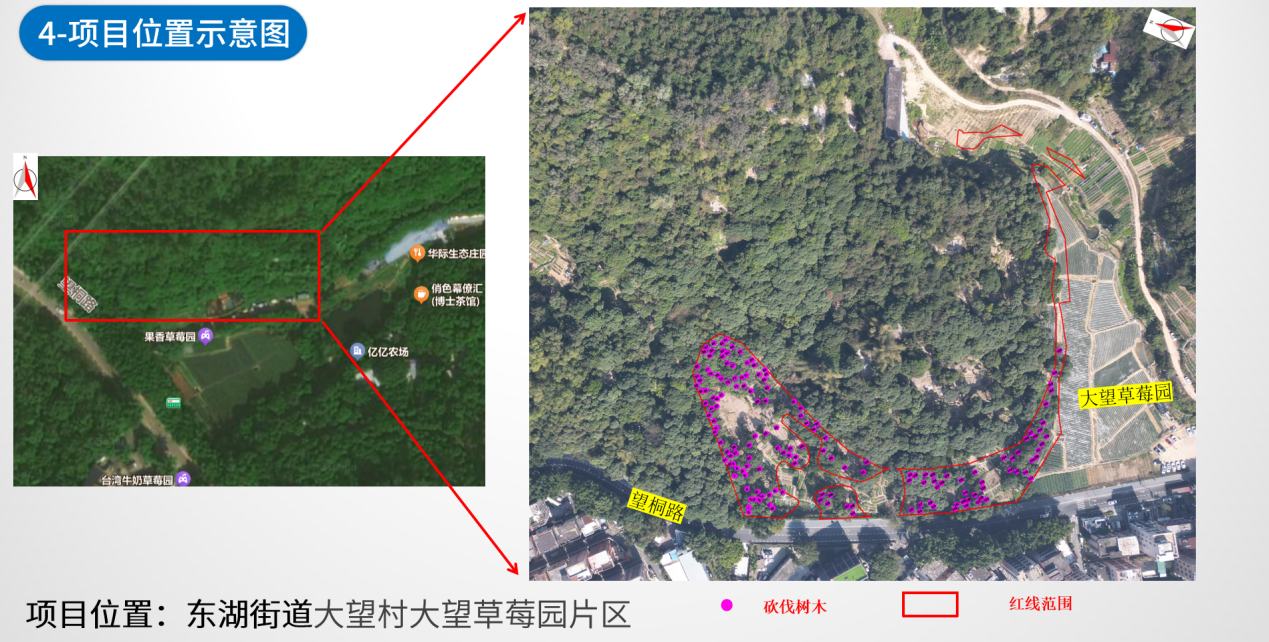 4-项目位置示意图
N
N
望桐路
华际生态庄园
俏色幕僚汇
(博士茶馆)
果香草莓园
亿亿农场
台湾牛奶草莓园
大望草莓园
望桐路
项目位置：东湖街道大望村大望草莓园片区
砍伐树木
红线范围